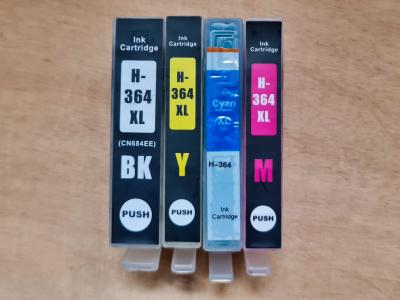 Ink
Cartridge
H-
364
XL
(CN684EE)
BK
PUSH
Ink
Cartridge
H-
364
XL
Y
PUSH
Cyan
XL
H-364
Ink
Cartridge
Ink
Cartridge
H-
364
XL
M
PUSH